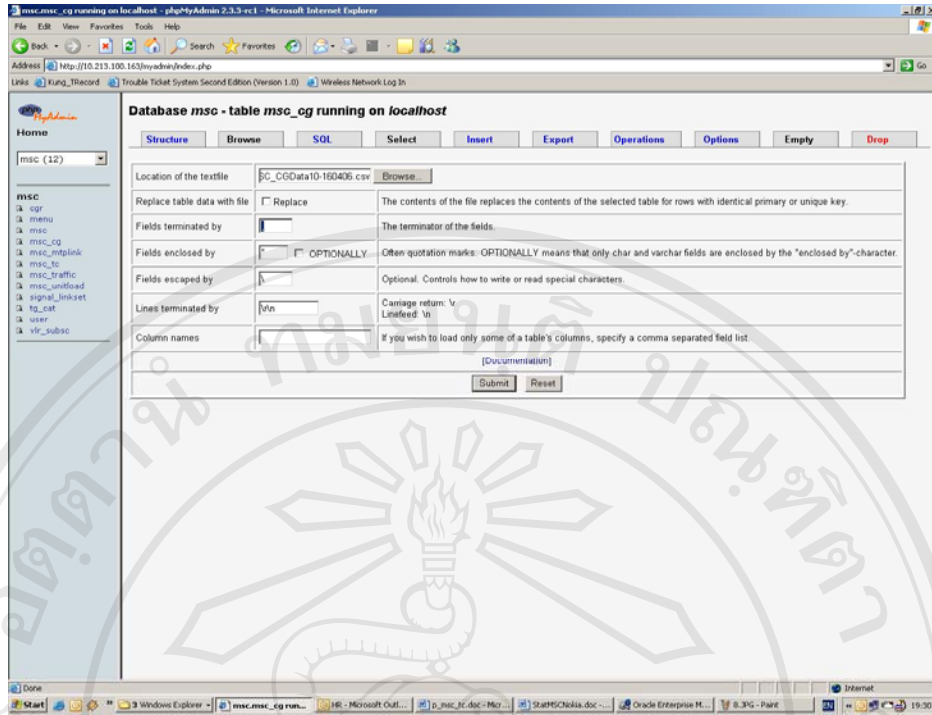 msc.msc_cg running on localhost - phpMyAdmin 2.3.3-rc1 - Microsoft Internet Explorer
File Edit View Favorites Tools Help
Back Search Favorites
Address http://10.213.100.163/myadmin/index.php Go
Links Kung_TRecord Trouble Ticket System Second Edition (Version 1.0) Wireless Network Log In
php MyAdmin
Home
msc (12)
msc
cgr
menu
msc
msc_cg
msc_mtplink
msc_tc
msc_traffic
msc_unitload
signal_linkset
tg_cat
user
vlr_subsc
Database msc - table msc_cg running on localhost
Structure Browse SQL Select Insert Export Operations Options Empty Drop
Location of the textfile SC_CGData10-160406.csv Browse...
Replace table data with file Replace The contents of the file replaces the contents of the selected table for rows with identical primary or unique key.
Fields terminated by The terminator of the fields.
Fields enclosed by " OPTIONALLY Often quotation marks. OPTIONALLY means that only char and varchar fields are enclosed by the "enclosed by"-character.
Fields escaped by \ Optional. Controls how to write or read special characters.
Lines terminated by \r\n Carriage return: \r
Linefeed: \n
Column names If you wish to load only some of a table's columns, specify a comma separated field list.
[Documentation]
Submit Reset
Done Internet
Start 3 Windows Explorer msc.msc_cg run... HR - Microsoft Outl... p_msc_tc.doc - Micr... StatMSCNokia.doc -... Oracle Enterprise M... 8.JPG - Paint EN 19:30